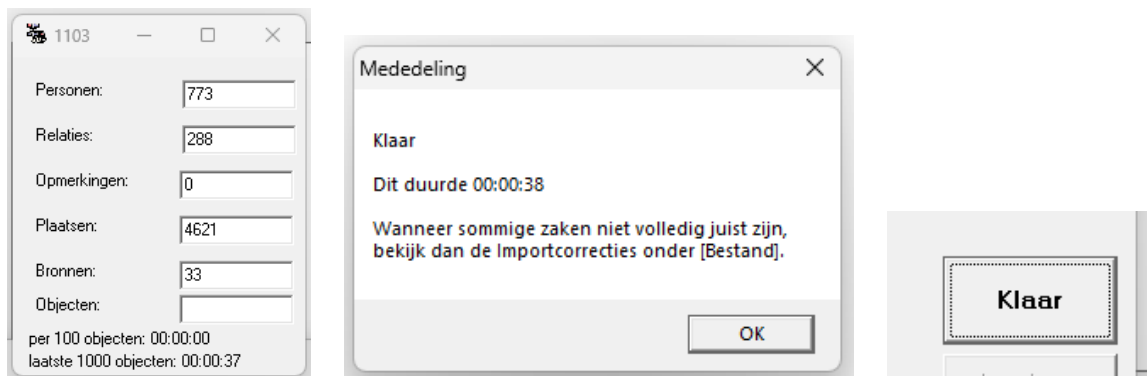 1103
Personen: 773
Relaties: 288
Opmerkingen: 0
Plaatsen: 4621
Bronnen: 33
Objecten:
per 100 objecten: 00:00:00
laatste 1000 objecten: 00:00:37
Mededeling
Klaar
Dit duurde 00:00:38
Wanneer sommige zaken niet volledig juist zijn,
bekijk dan de Importcorrecties onder [Bestand].
OK
Klaar